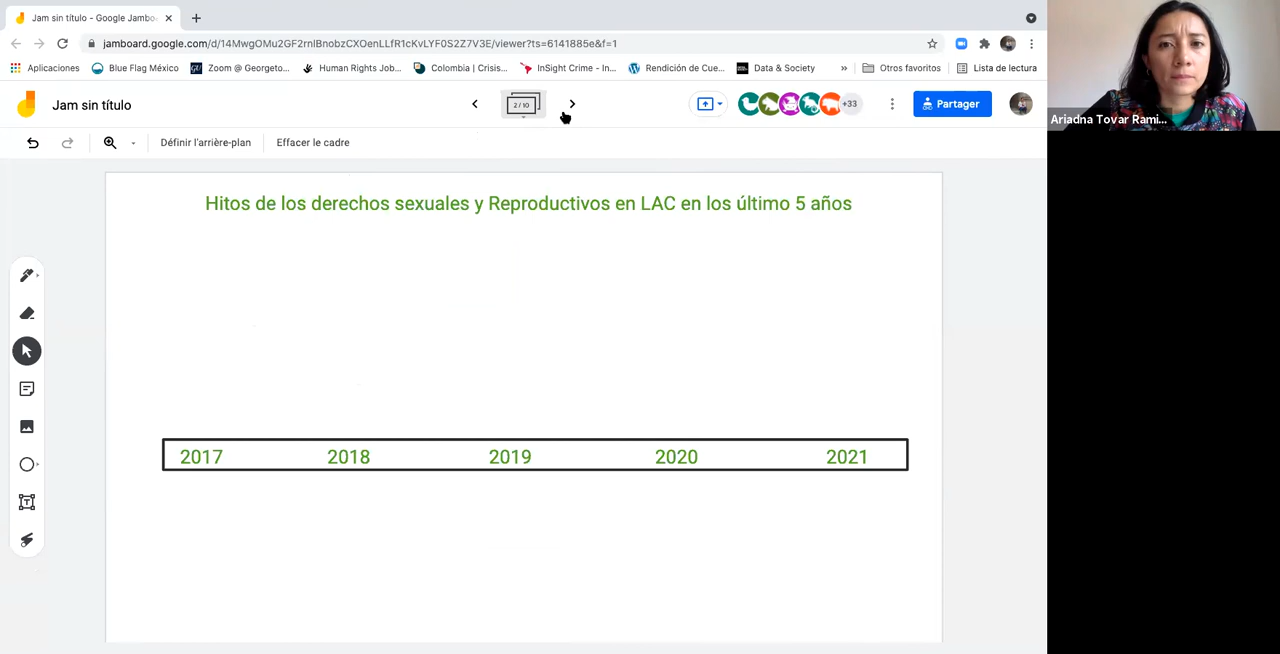 Jam sin título - Google Jambo
jamboard.google.com/d/14MwgOMu2GF2rnIBnobzCXOenLLfR1cKvLYF0S2Z7V3E/viewer?ts=6141885e&f=1
Aplicaciones Blue Flag México GU Zoom @ Georgeto... Human Rights Job... Colombia | Crisis... InSight Crime - In... Rendición de Cue... Data & Society » Otros favoritos Lista de lectura
Jam sin título 2 / 10 +33 Partager
Définir l'arrière-plan Effacer le cadre
Ariadna Tovar Rami...
Hitos de los derechos sexuales y Reproductivos en LAC en los último 5 años
2017 2018 2019 2020 2021